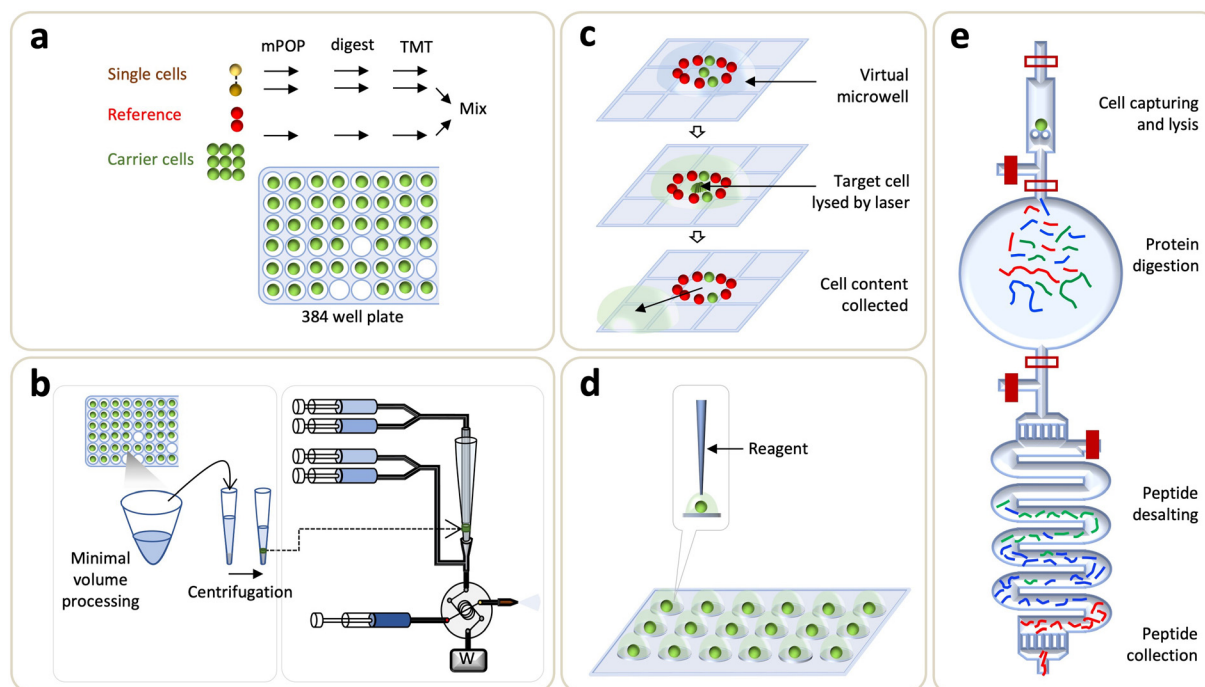 a
mPOP digest TMT
Single cells
Reference
Mix
Carrier cells
384 well plate
b
Minimal
volume
processing
Centrifugation
W
c
Virtual
microwell
Target cell
lysed by laser
Cell content
collected
d
Reagent
e
Cell capturing
and lysis
Protein
digestion
Peptide
desalting
Peptide
collection